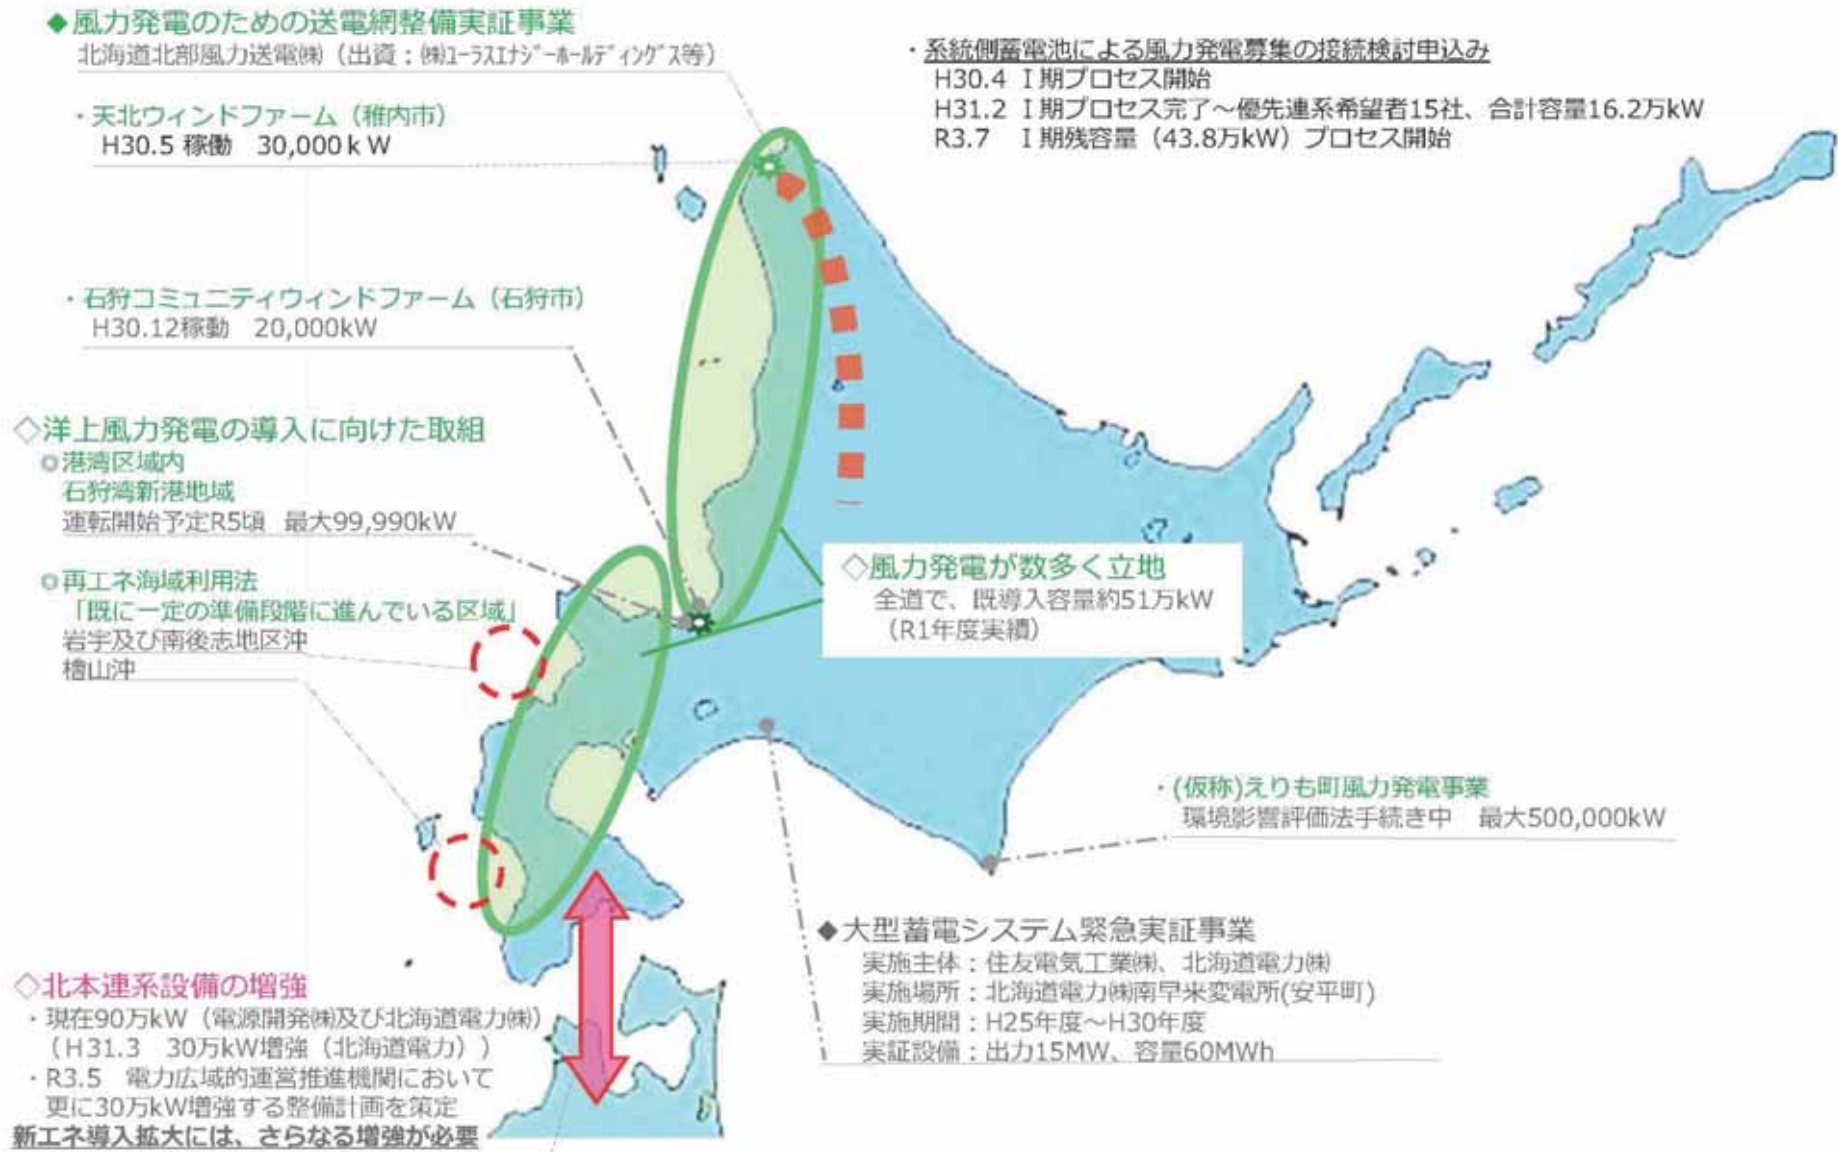 ◆風力発電のための送電網整備実証事業
北海道北部風力送電㈱(出資:㈱ユーラスエナジーホールディングス等)
・天北ウィンドファーム(稚内市)
H30.5 稼働 30,000kW
・石狩コミュニティウィンドファーム(石狩市)
H30.12稼動 20,000kW
◇洋上風力発電の導入に向けた取組
◎港湾区域内
石狩湾新港地域
運転開始予定R5頃 最大99,990kW
◎再エネ海域利用法
「既に一定の準備段階に進んでいる区域」
岩宇及び南後志地区沖
檜山沖
◇北本連系設備の増強
・現在90万kW(電源開発㈱及び北海道電力㈱)
(H31.3 30万kW増強(北海道電力))
・R3.5 電力広域的運営推進機関において
更に30万kW増強する整備計画を策定
新エネ導入拡大には、さらなる増強が必要
・系統側蓄電池による風力発電募集の接続検討申込み
H30.4 Ⅰ期プロセス開始
H31.2 Ⅰ期プロセス完了～優先連系希望者15社、合計容量16.2万kW
R3.7 Ⅰ期残容量(43.8万kW)プロセス開始
◇風力発電が数多く立地
全道で、既導入容量約51万kW
(R1年度実績)
・(仮称)えりも町風力発電事業
環境影響評価法手続き中 最大500,000kW
◆大型蓄電システム緊急実証事業
実施主体:住友電気工業㈱、北海道電力㈱
実施場所:北海道電力㈱南早来変電所(安平町)
実施期間:H25年度～H30年度
実証設備:出力15MW、容量60MWh